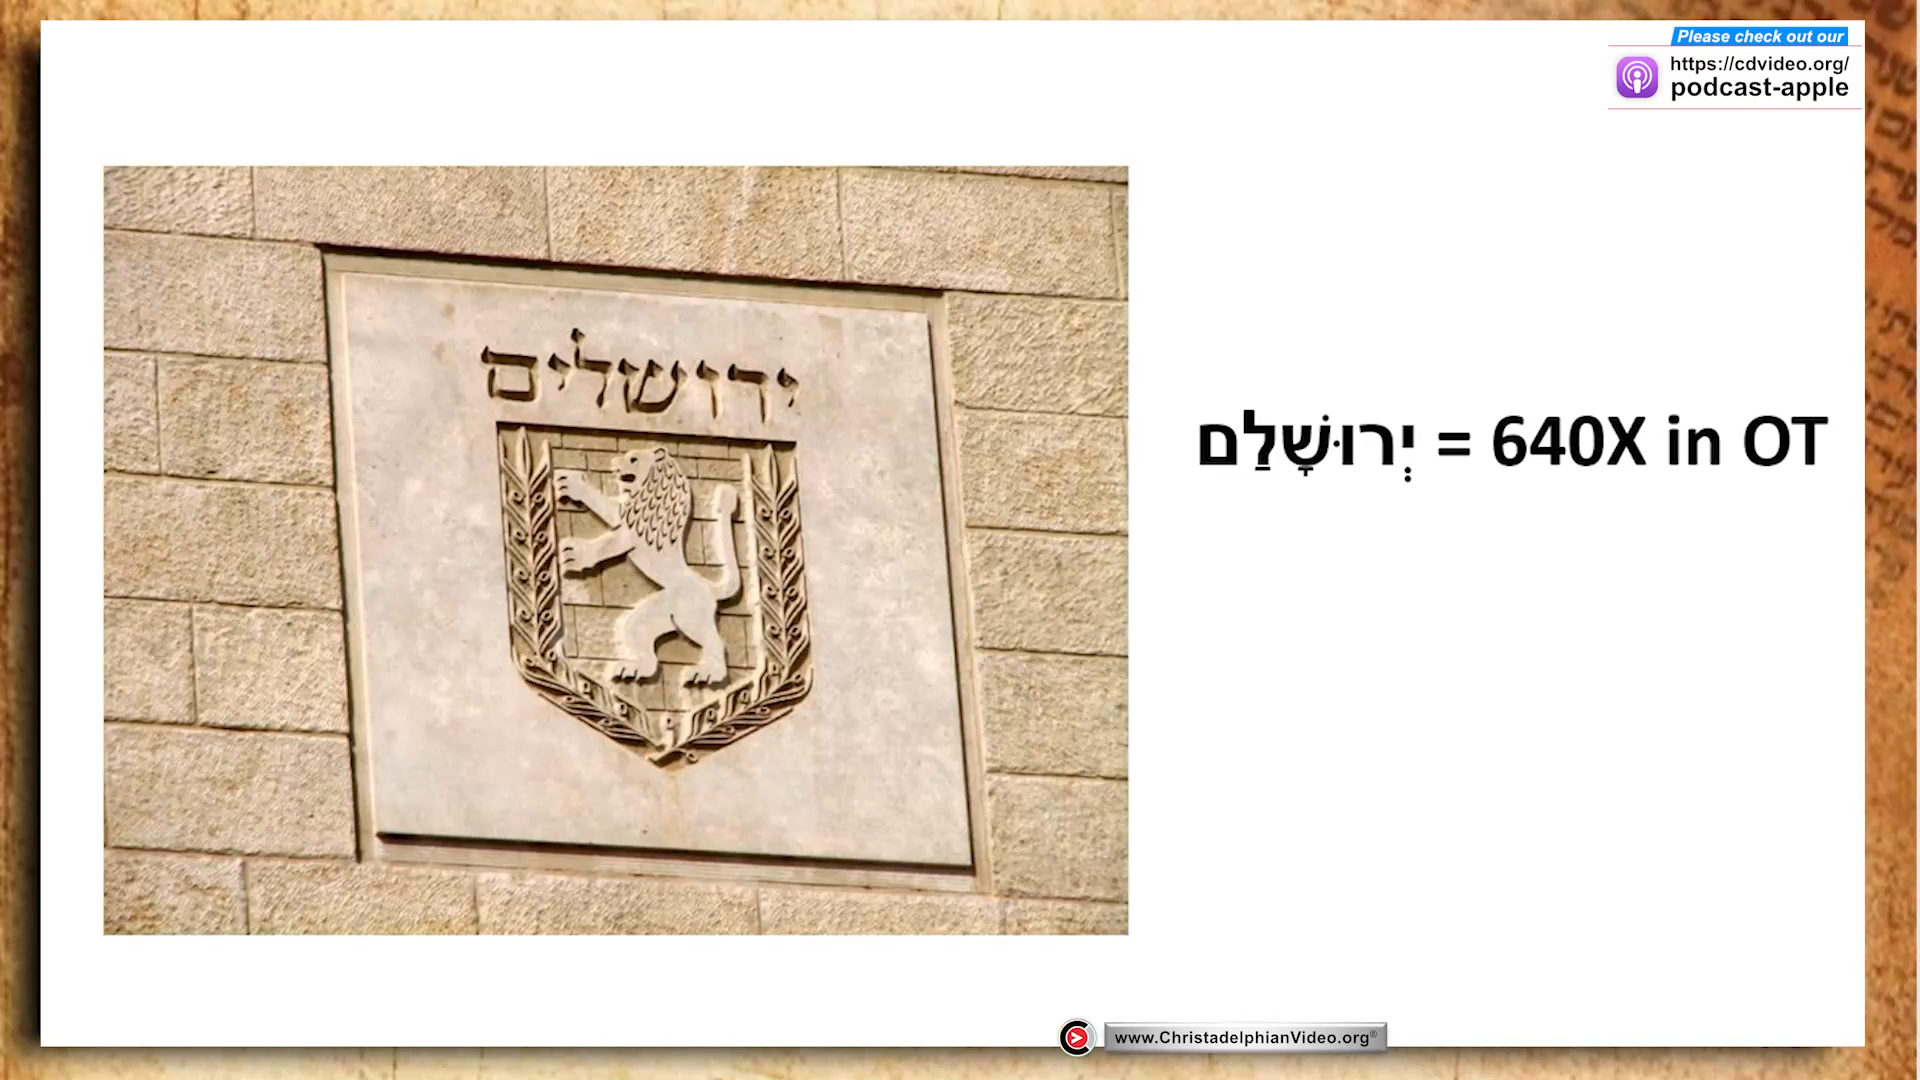 Please check out our
https://cdvideo.org/
podcast-apple
ירושלים
יְרוּשָׁלַם = 640X in OT
www.ChristadelphianVideo.org®